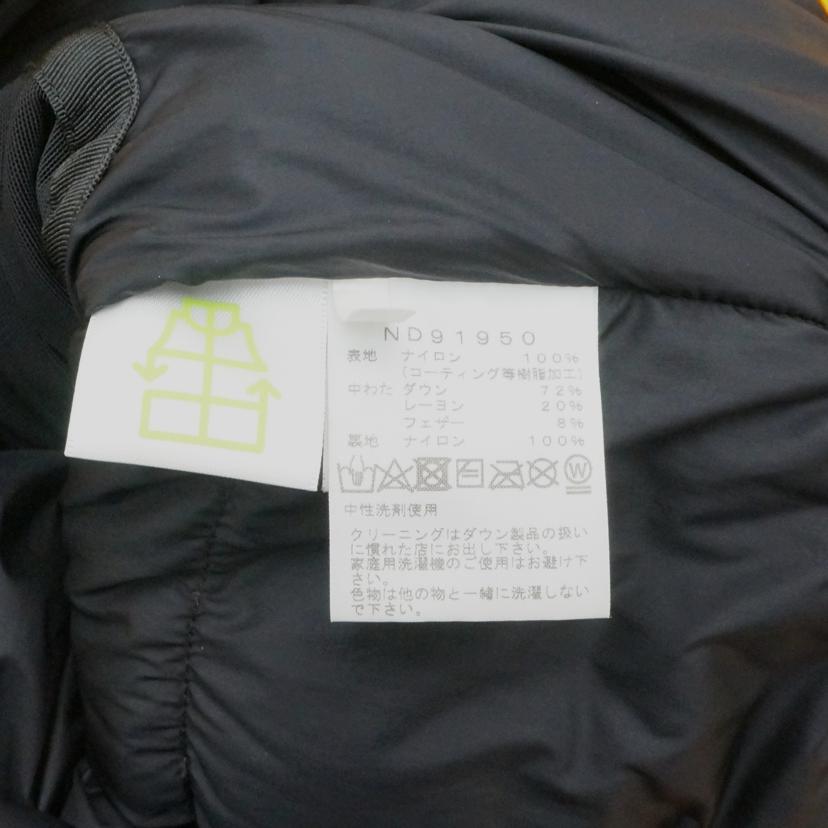 ND91950
表地 ナイロン 100%
(コーティング等樹脂加工)
中わた ダウン 72%
レーヨン 20%
フェザー 8%
裏地 ナイロン 100%
W
中性洗剤使用
クリーニングはダウン製品の扱い
に慣れた店にお出し下さい。
家庭用洗濯機のご使用はお避け下
さい。
色物は他の物と一緒に洗濯しない
で下さい。